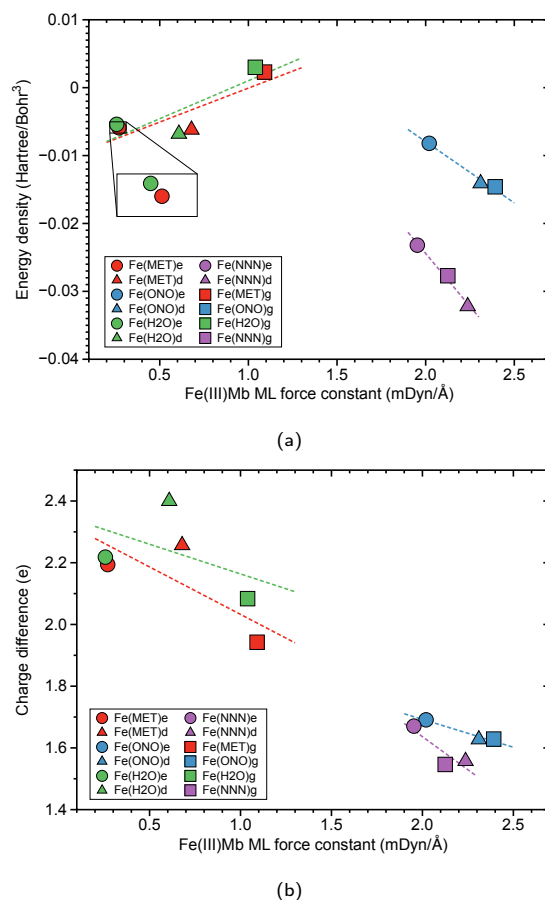 (a)
0.01
0
−0.01
−0.02
−0.03
−0.04
Energy density (Hartree/Bohr³)
Fe(MET)e Fe(NNN)e
Fe(MET)d Fe(NNN)d
Fe(ONO)e Fe(MET)g
Fe(ONO)d Fe(ONO)g
Fe(H2O)e Fe(H2O)g
Fe(H2O)d Fe(NNN)g
0.5 1.0 1.5 2.0 2.5
Fe(III)Mb ML force constant (mDyn/Å)
(a)
2.4
2.2
2.0
1.8
1.6
1.4
Charge difference (e)
Fe(MET)e Fe(NNN)e
Fe(MET)d Fe(NNN)d
Fe(ONO)e Fe(MET)g
Fe(ONO)d Fe(ONO)g
Fe(H2O)e Fe(H2O)g
Fe(H2O)d Fe(NNN)g
0.5 1.0 1.5 2.0 2.5
Fe(III)Mb ML force constant (mDyn/Å)
(b)